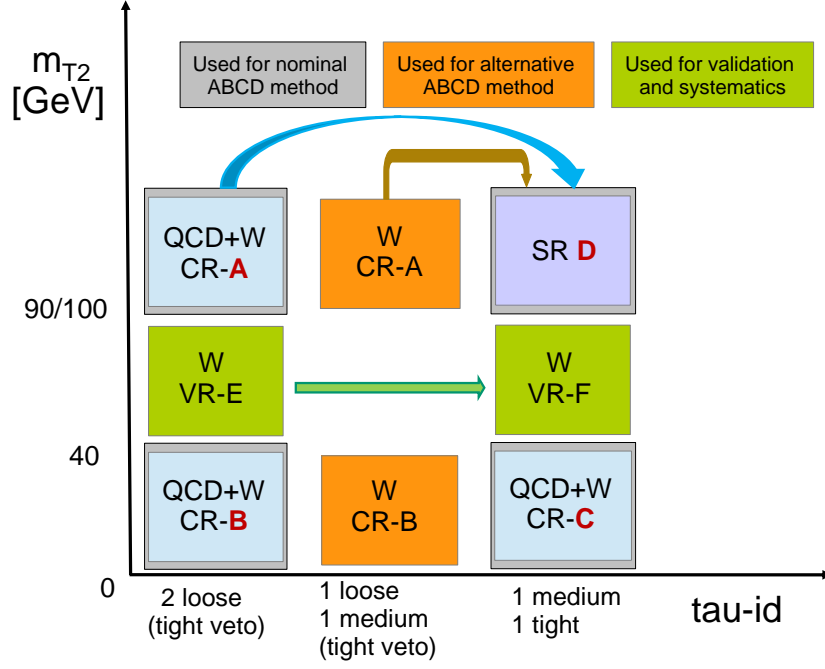 m_T2
[GeV]
Used for nominal
ABCD method
Used for alternative
ABCD method
Used for validation
and systematics
QCD+W
CR-A
W
CR-A
SR D
90/100
W
VR-E
W
VR-F
40
QCD+W
CR-B
W
CR-B
QCD+W
CR-C
0
2 loose
(tight veto)
1 loose
1 medium
(tight veto)
1 medium
1 tight
tau-id